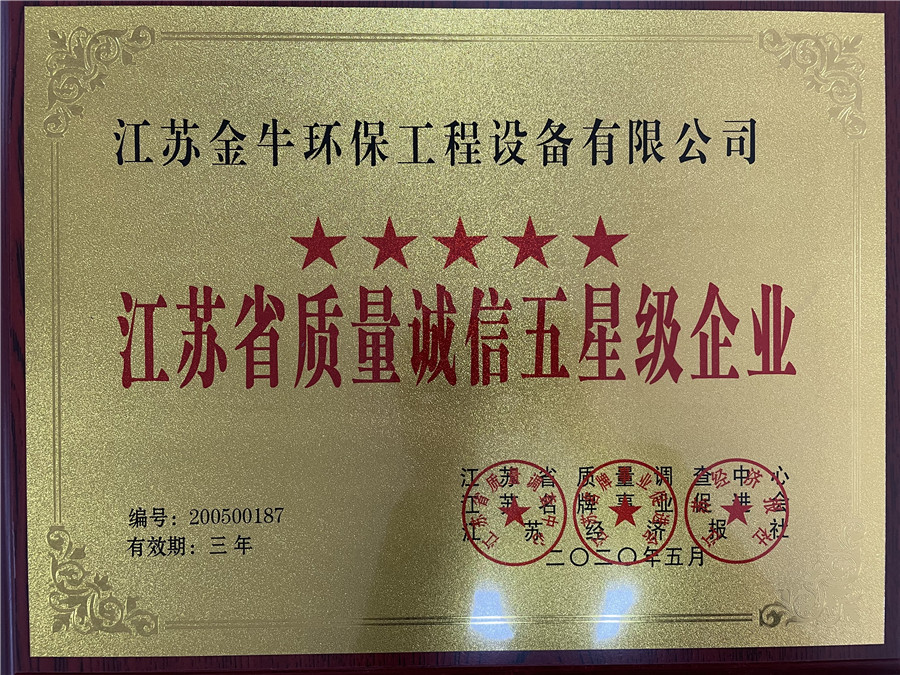 江苏金牛环保工程设备有限公司
★★★★★
江苏省质量诚信五星级企业
编号：200500187
有效期：三年
江苏省质量调查中心
江苏名牌事业促进会
江苏经济报社
二〇二〇年五月